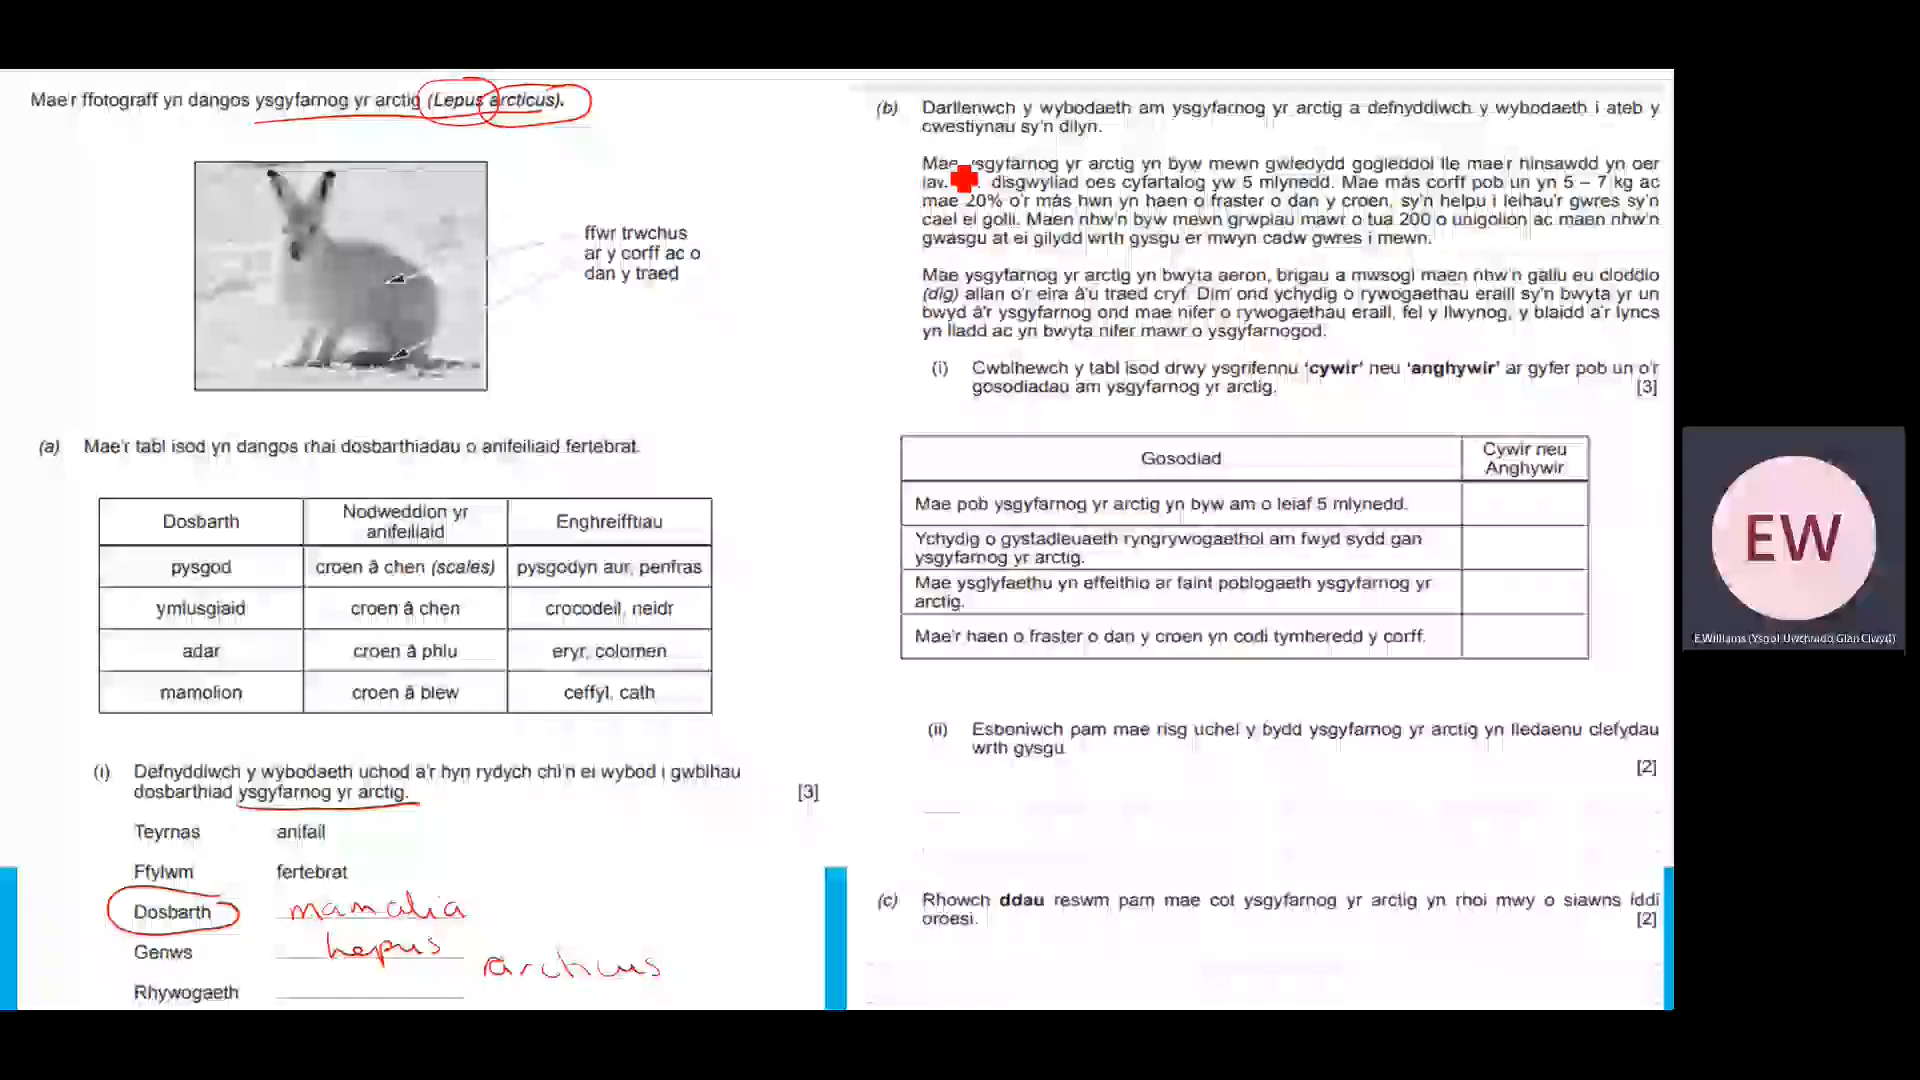 Mae'r ffotograff yn dangos ysgyfarnog yr arctig (Lepus arcticus).
ffwr trwchus
ar y corff ac o
dan y traed
(a) Mae'r tabl isod yn dangos rhai dosbarthiadau o anifeiliaid fertebrat.
Dosbarth Nodweddion yr anifeiliaid Enghreifftiau
pysgod croen â chen (scales) pysgodyn aur, penfras
ymlusgiaid croen â chen crocodeil, neidr
adar croen â phlu eryr, colomen
mamolion croen â blew ceffyl, cath
(i) Defnyddiwch y wybodaeth uchod a'r hyn rydych chi'n ei wybod i gwblhau
dosbarthiad ysgyfarnog yr arctig. [3]
Teyrnas anifail
Ffylwm fertebrat
Dosbarth mamalia
Genws hepus
arcticus
Rhywogaeth
(b) Darllenwch y wybodaeth am ysgyfarnog yr arctig a defnyddiwch y wybodaeth i ateb y
cwestiynau sy'n dilyn.
Mae ysgyfarnog yr arctig yn byw mewn gwledydd gogleddol lle mae'r hinsawdd yn oer
iawn. disgwyliad oes cyfartalog yw 5 mlynedd. Mae màs corff pob un yn 5 – 7 kg ac
mae 20% o'r màs hwn yn haen o fraster o dan y croen, sy'n helpu i leihau'r gwres sy'n
cael ei golli. Maen nhw'n byw mewn grwpiau mawr o tua 200 o unigolion ac maen nhw'n
gwasgu at ei gilydd wrth gysgu er mwyn cadw gwres i mewn.
Mae ysgyfarnog yr arctig yn bwyta aeron, brigau a mwsogl maen nhw'n gallu eu cloddio
(dig) allan o'r eira â'u traed cryf. Dim ond ychydig o rywogaethau eraill sy'n bwyta yr un
bwyd â'r ysgyfarnog ond mae nifer o rywogaethau eraill, fel y llwynog, y blaidd a'r lyncs
yn lladd ac yn bwyta nifer mawr o ysgyfarnogod.
(i) Cwblhewch y tabl isod drwy ysgrifennu 'cywir' neu 'anghywir' ar gyfer pob un o'r
gosodiadau am ysgyfarnog yr arctig. [3]
Gosodiad Cywir neu Anghywir
Mae pob ysgyfarnog yr arctig yn byw am o leiaf 5 mlynedd.
Ychydig o gystadleuaeth ryngrywogaethol am fwyd sydd gan
ysgyfarnog yr arctig.
Mae ysglyfaethu yn effeithio ar faint poblogaeth ysgyfarnog yr
arctig.
Mae'r haen o fraster o dan y croen yn codi tymheredd y corff.
(ii) Esboniwch pam mae risg uchel y bydd ysgyfarnog yr arctig yn lledaenu clefydau
wrth gysgu.
[2]
(c) Rhowch ddau reswm pam mae cot ysgyfarnog yr arctig yn rhoi mwy o siawns iddi
oroesi. [2]
EW
E.Williams (Ysgol Uwchradd Glan Clwyd)